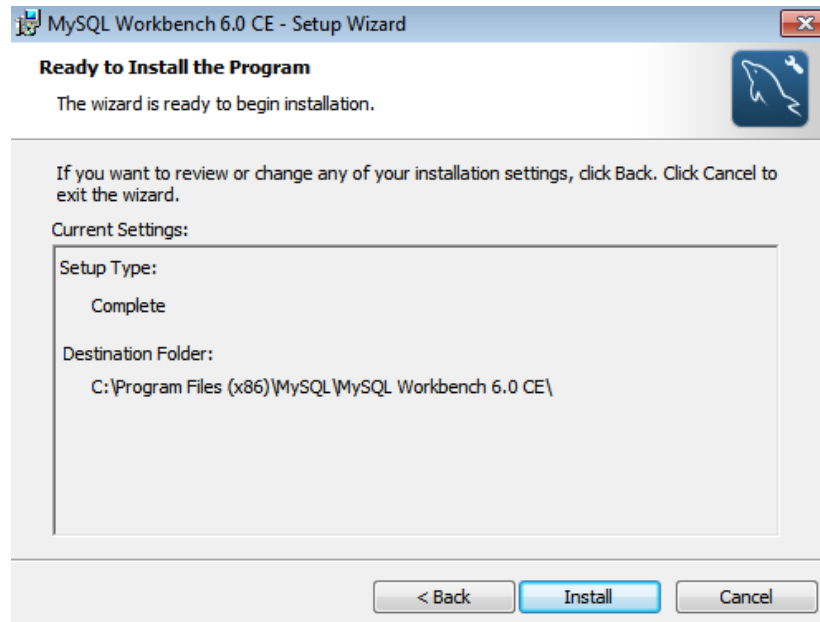 MySQL Workbench 6.0 CE - Setup Wizard
Ready to Install the Program
The wizard is ready to begin installation.
If you want to review or change any of your installation settings, click Back. Click Cancel to
exit the wizard.
Current Settings:
Setup Type:
Complete
Destination Folder:
C:\Program Files (x86)\MySQL\MySQL Workbench 6.0 CE\
< Back
Install
Cancel